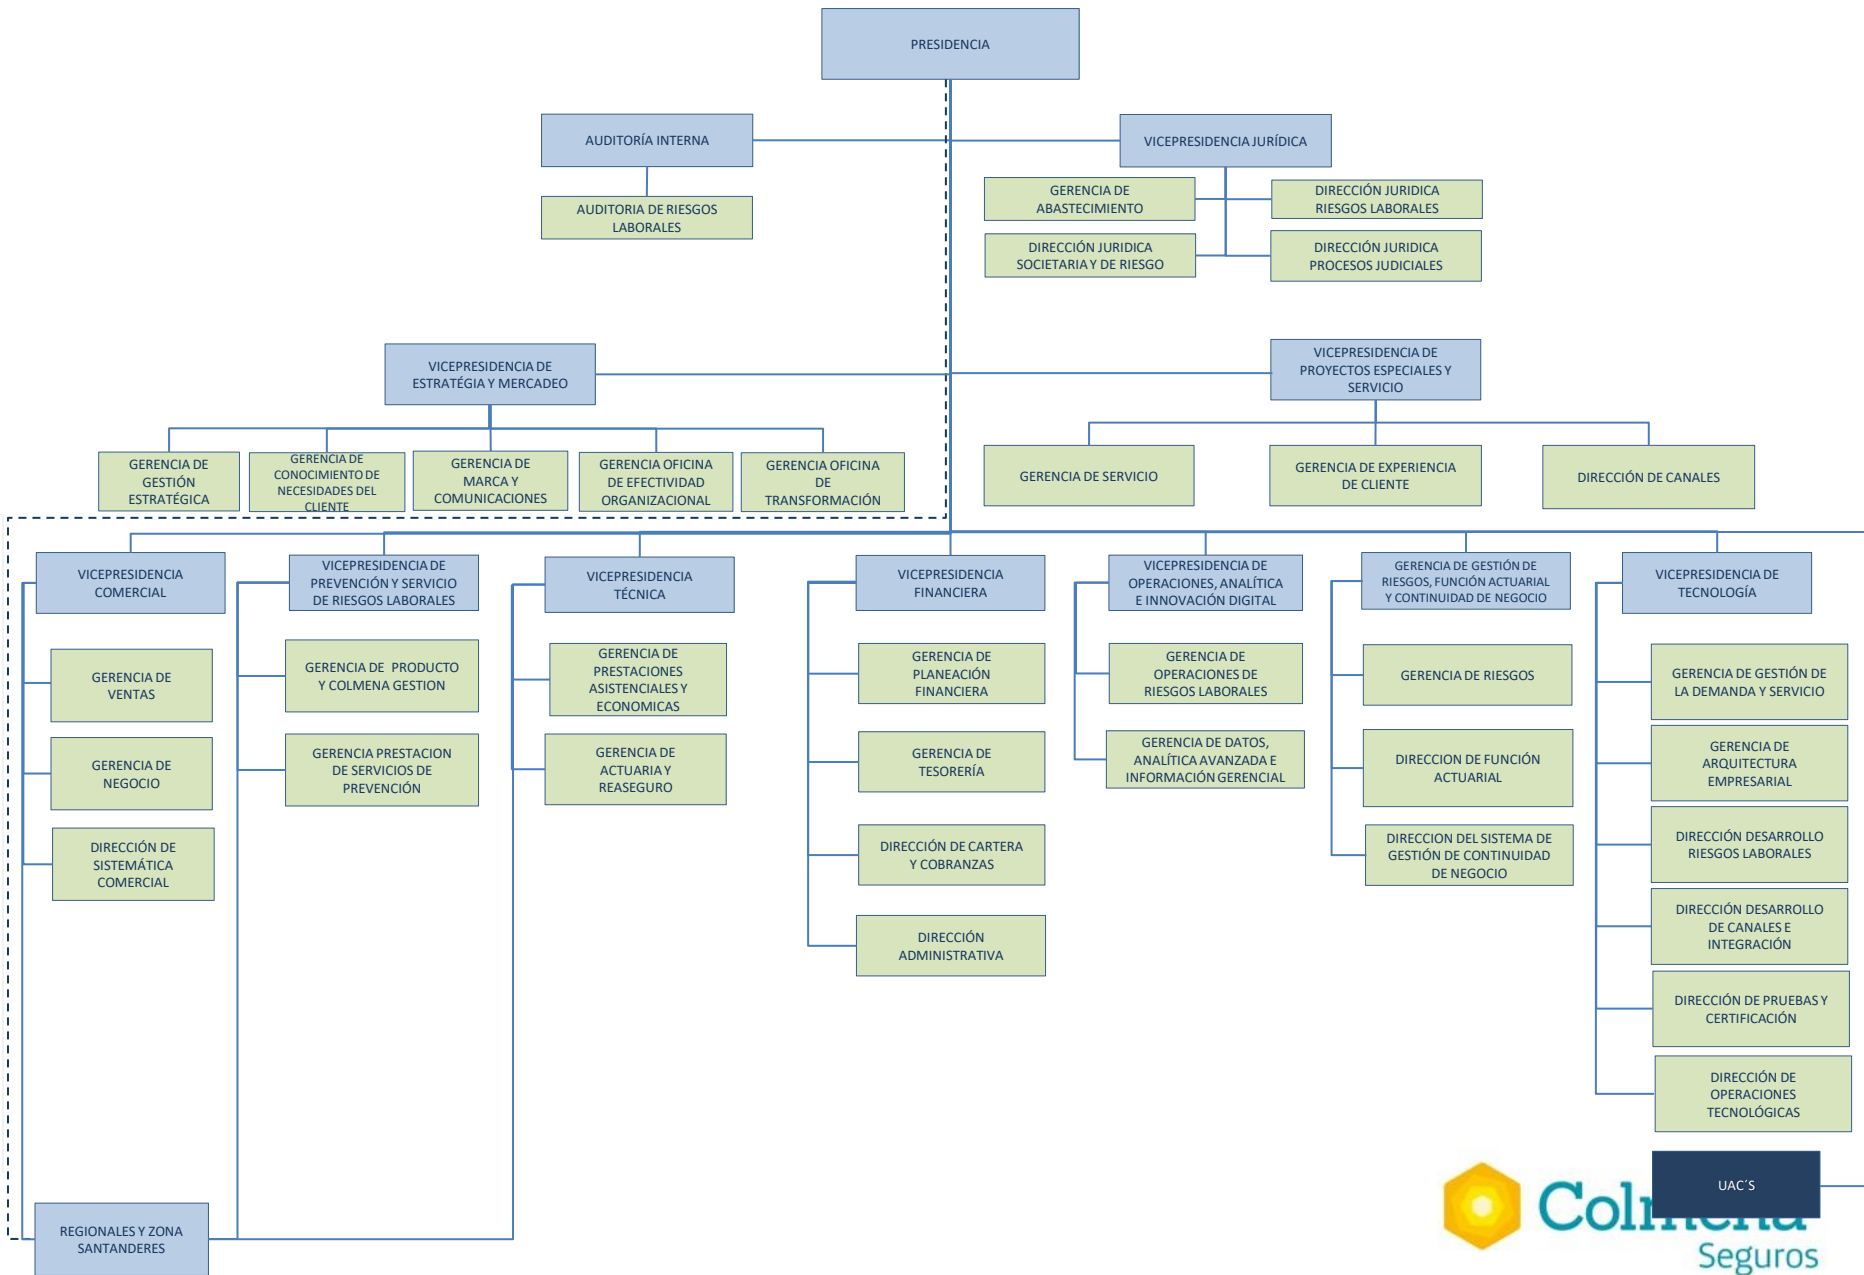 PRESIDENCIA
AUDITORÍA INTERNA
VICEPRESIDENCIA JURÍDICA
AUDITORIA DE RIESGOS
LABORALES
GERENCIA DE
ABASTECIMIENTO
DIRECCIÓN JURIDICA
RIESGOS LABORALES
DIRECCIÓN JURIDICA
SOCIETARIA Y DE RIESGO
DIRECCIÓN JURIDICA
PROCESOS JUDICIALES
VICEPRESIDENCIA DE
ESTRATÉGIA Y MERCADEO
VICEPRESIDENCIA DE
PROYECTOS ESPECIALES Y
SERVICIO
GERENCIA DE
GESTIÓN
ESTRATÉGICA
GERENCIA DE
CONOCIMIENTO DE
NECESIDADES DEL
CLIENTE
GERENCIA DE
MARCA Y
COMUNICACIONES
GERENCIA OFICINA
DE EFECTIVIDAD
ORGANIZACIONAL
GERENCIA OFICINA
DE
TRANSFORMACIÓN
GERENCIA DE SERVICIO
GERENCIA DE EXPERIENCIA
DE CLIENTE
DIRECCIÓN DE CANALES
VICEPRESIDENCIA
COMERCIAL
VICEPRESIDENCIA DE
PREVENCIÓN Y SERVICIO
DE RIESGOS LABORALES
VICEPRESIDENCIA
TÉCNICA
VICEPRESIDENCIA
FINANCIERA
VICEPRESIDENCIA DE
OPERACIONES, ANALÍTICA
E INNOVACIÓN DIGITAL
GERENCIA DE GESTIÓN DE
RIESGOS, FUNCIÓN ACTUARIAL
Y CONTINUIDAD DE NEGOCIO
VICEPRESIDENCIA DE
TECNOLOGÍA
GERENCIA DE
VENTAS
GERENCIA DE
NEGOCIO
DIRECCIÓN DE
SISTEMÁTICA
COMERCIAL
GERENCIA DE PRODUCTO
Y COLMENA GESTION
GERENCIA PRESTACION
DE SERVICIOS DE
PREVENCIÓN
GERENCIA DE
PRESTACIONES
ASISTENCIALES Y
ECONOMICAS
GERENCIA DE
ACTUARIA Y
REASEGURO
GERENCIA DE
PLANEACIÓN
FINANCIERA
GERENCIA DE
TESORERÍA
DIRECCIÓN DE CARTERA
Y COBRANZAS
DIRECCIÓN
ADMINISTRATIVA
GERENCIA DE
OPERACIONES DE
RIESGOS LABORALES
GERENCIA DE DATOS,
ANALÍTICA AVANZADA E
INFORMACIÓN GERENCIAL
GERENCIA DE RIESGOS
DIRECCION DE FUNCIÓN
ACTUARIAL
DIRECCION DEL SISTEMA DE
GESTIÓN DE CONTINUIDAD
DE NEGOCIO
GERENCIA DE GESTIÓN DE
LA DEMANDA Y SERVICIO
GERENCIA DE
ARQUITECTURA
EMPRESARIAL
DIRECCIÓN DESARROLLO
RIESGOS LABORALES
DIRECCIÓN DESARROLLO
DE CANALES E
INTEGRACIÓN
DIRECCIÓN DE PRUEBAS Y
CERTIFICACIÓN
DIRECCIÓN DE
OPERACIONES
TECNOLÓGICAS
UAC´S
REGIONALES Y ZONA
SANTANDERES
Colmena
Seguros